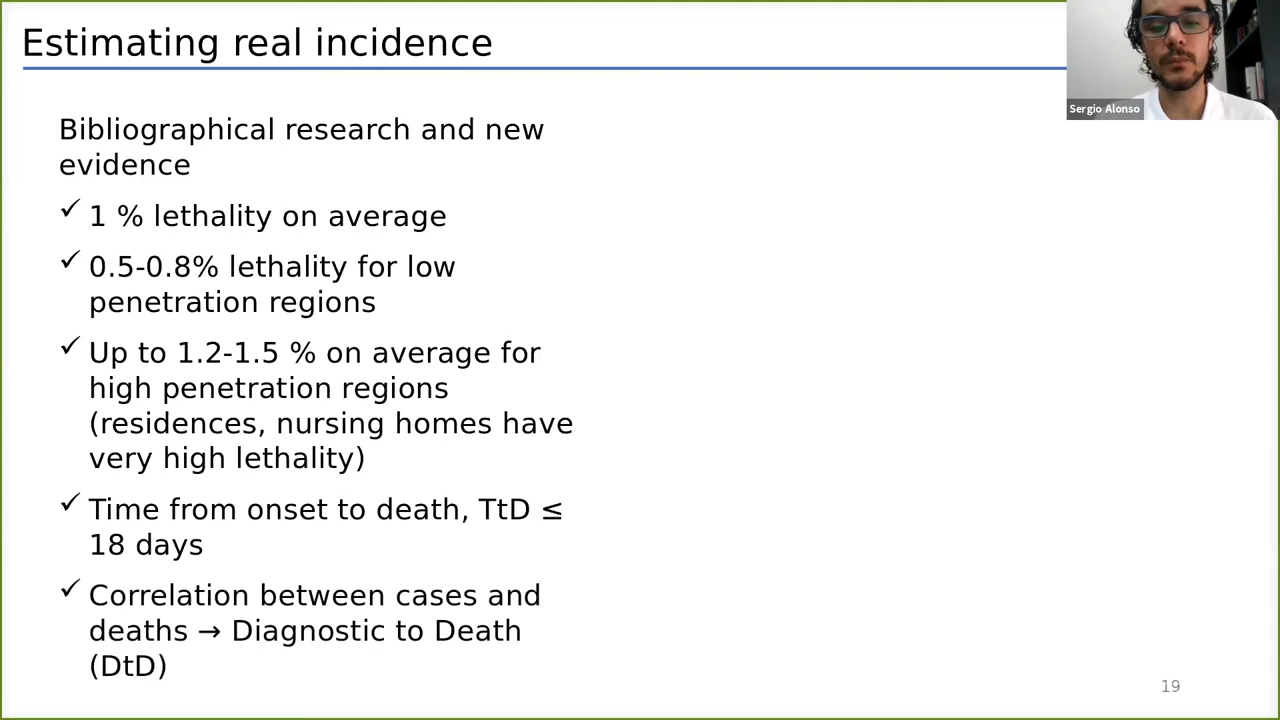 Estimating real incidence
Sergio Alonso
Bibliographical research and new
evidence
✓ 1 % lethality on average
✓ 0.5-0.8% lethality for low
penetration regions
✓ Up to 1.2-1.5 % on average for
high penetration regions
(residences, nursing homes have
very high lethality)
✓ Time from onset to death, TtD ≤
18 days
✓ Correlation between cases and
deaths → Diagnostic to Death
(DtD)
19